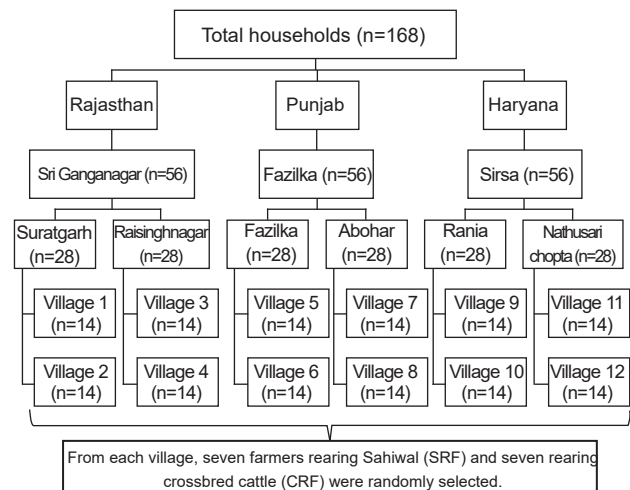 Total households (n=168)
Rajasthan
Punjab
Haryana
Sri Ganganagar (n=56)
Fazilka (n=56)
Sirsa (n=56)
Suratgarh
(n=28)
Raisinghnagar
(n=28)
Fazilka
(n=28)
Abohar
(n=28)
Rania
(n=28)
Nathusari
chopta (n=28)
Village 1
(n=14)
Village 3
(n=14)
Village 5
(n=14)
Village 7
(n=14)
Village 9
(n=14)
Village 11
(n=14)
Village 2
(n=14)
Village 4
(n=14)
Village 6
(n=14)
Village 8
(n=14)
Village 10
(n=14)
Village 12
(n=14)
From each village, seven farmers rearing Sahiwal (SRF) and seven rearing
crossbred cattle (CRF) were randomly selected.